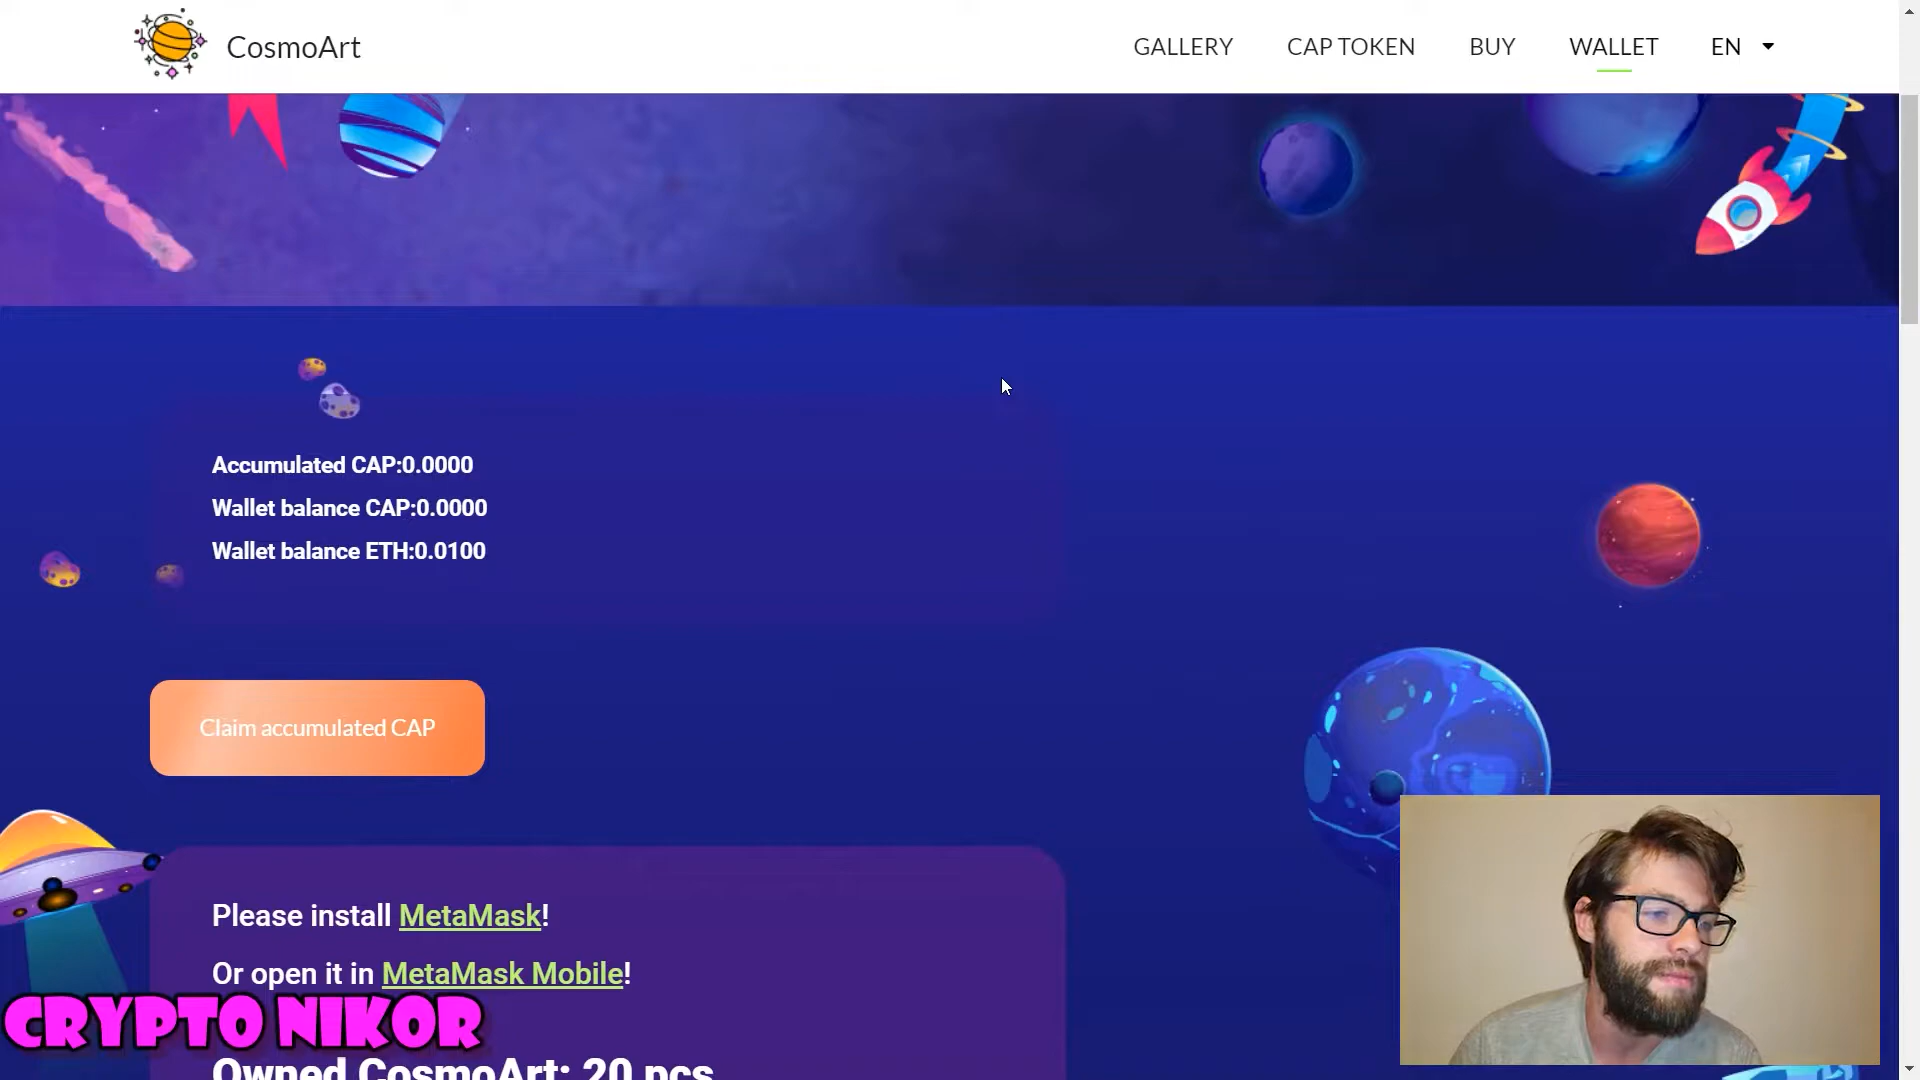 CosmoArt
GALLERY
CAP TOKEN
BUY
WALLET
EN
Accumulated CAP:0.0000
Wallet balance CAP:0.0000
Wallet balance ETH:0.0100
Claim accumulated CAP
Please install MetaMask!
Or open it in MetaMask Mobile!
CRYPTO NIKOR
Owned CosmoArt: 20 pcs